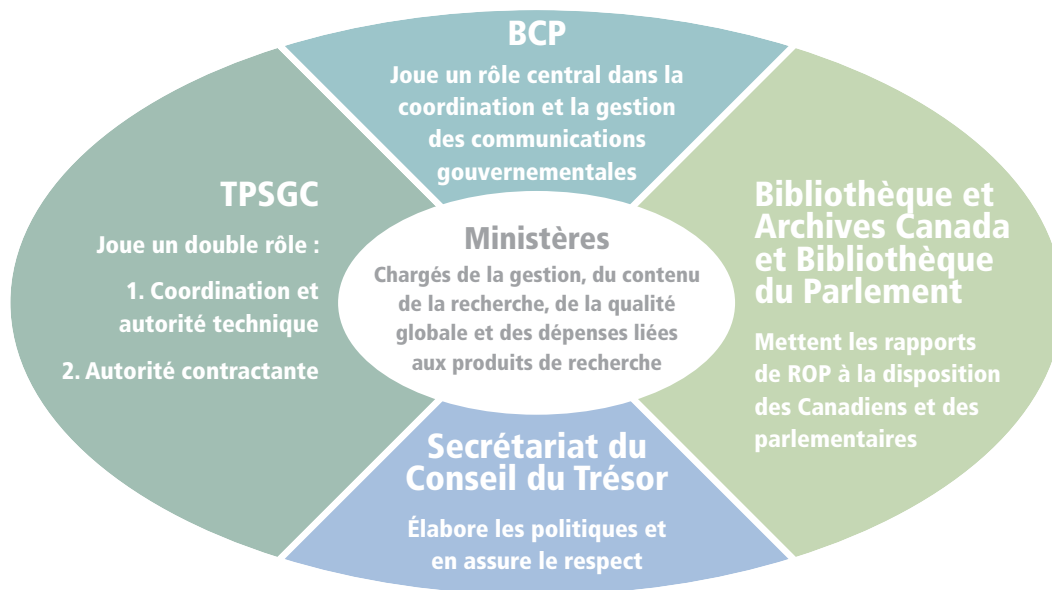 BCP
Joue un rôle central dans la
coordination et la gestion
des communications
gouvernementales
TPSGC
Joue un double rôle :
1. Coordination et
autorité technique
2. Autorité contractante
Ministères
Chargés de la gestion, du contenu
de la recherche, de la qualité
globale et des dépenses liées
aux produits de recherche
Bibliothèque et
Archives Canada
et Bibliothèque
du Parlement
Mettent les rapports
de ROP à la disposition
des Canadiens et des
parlementaires
Secrétariat du
Conseil du Trésor
Élabore les politiques et
en assure le respect